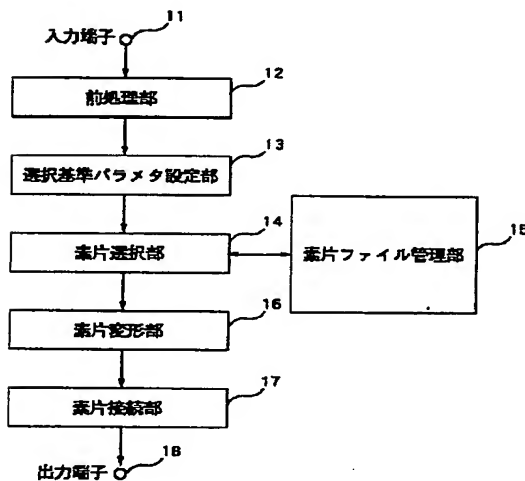 入力端子 11
前処理部 12
選択基準パラメタ設定部 13
素片選択部 14
素片ファイル管理部 15
素片変形部 16
素片接続部 17
出力端子 18